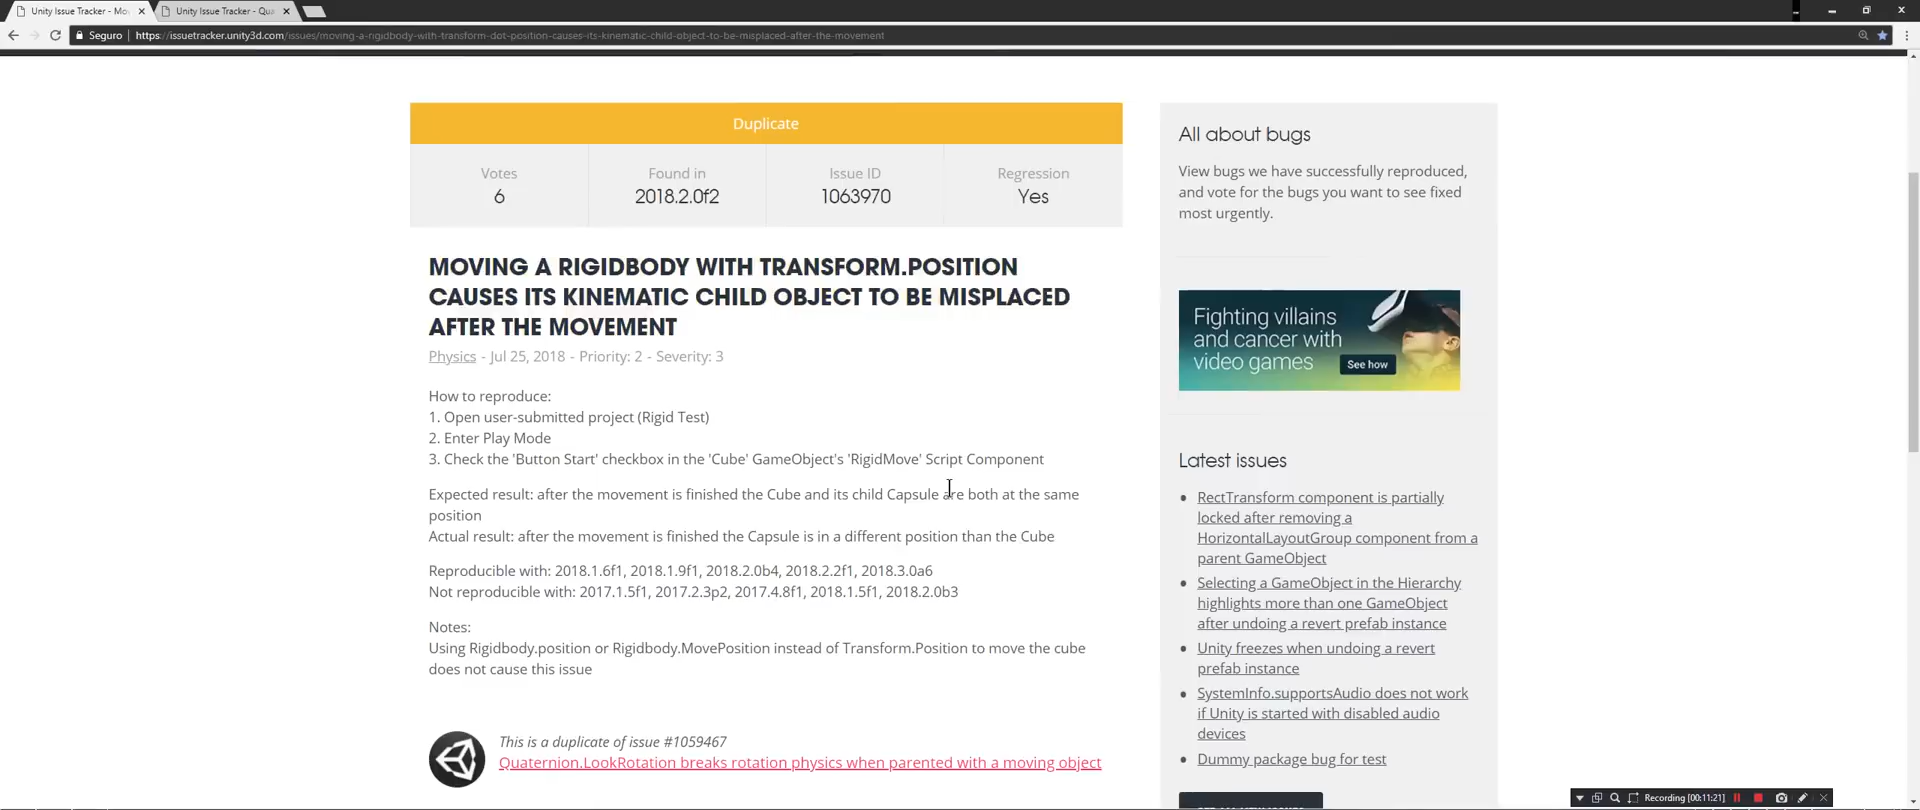 Unity Issue Tracker - Mov
Unity Issue Tracker - Qua
Seguro
https://issuetracker.unity3d.com/issues/moving-a-rigidbody-with-transform-dot-position-causes-its-kinematic-child-object-to-be-misplaced-after-the-movement
Duplicate
Votes
6
Found in
2018.2.0f2
Issue ID
1063970
Regression
Yes
MOVING A RIGIDBODY WITH TRANSFORM.POSITION
CAUSES ITS KINEMATIC CHILD OBJECT TO BE MISPLACED
AFTER THE MOVEMENT
Physics - Jul 25, 2018 - Priority: 2 - Severity: 3
How to reproduce:
1. Open user-submitted project (Rigid Test)
2. Enter Play Mode
3. Check the 'Button Start' checkbox in the 'Cube' GameObject's 'RigidMove' Script Component
Expected result: after the movement is finished the Cube and its child Capsule are both at the same
position
Actual result: after the movement is finished the Capsule is in a different position than the Cube
Reproducible with: 2018.1.6f1, 2018.1.9f1, 2018.2.0b4, 2018.2.2f1, 2018.3.0a6
Not reproducible with: 2017.1.5f1, 2017.2.3p2, 2017.4.8f1, 2018.1.5f1, 2018.2.0b3
Notes:
Using Rigidbody.position or Rigidbody.MovePosition instead of Transform.Position to move the cube
does not cause this issue
This is a duplicate of issue #1059467
Quaternion.LookRotation breaks rotation physics when parented with a moving object
All about bugs
View bugs we have successfully reproduced,
and vote for the bugs you want to see fixed
most urgently.
Fighting villains
and cancer with
video games
See how
Latest issues
RectTransform component is partially
locked after removing a
HorizontalLayoutGroup component from a
parent GameObject
Selecting a GameObject in the Hierarchy
highlights more than one GameObject
after undoing a revert prefab instance
Unity freezes when undoing a revert
prefab instance
SystemInfo.supportsAudio does not work
if Unity is started with disabled audio
devices
Dummy package bug for test
Recording [00:11:21]